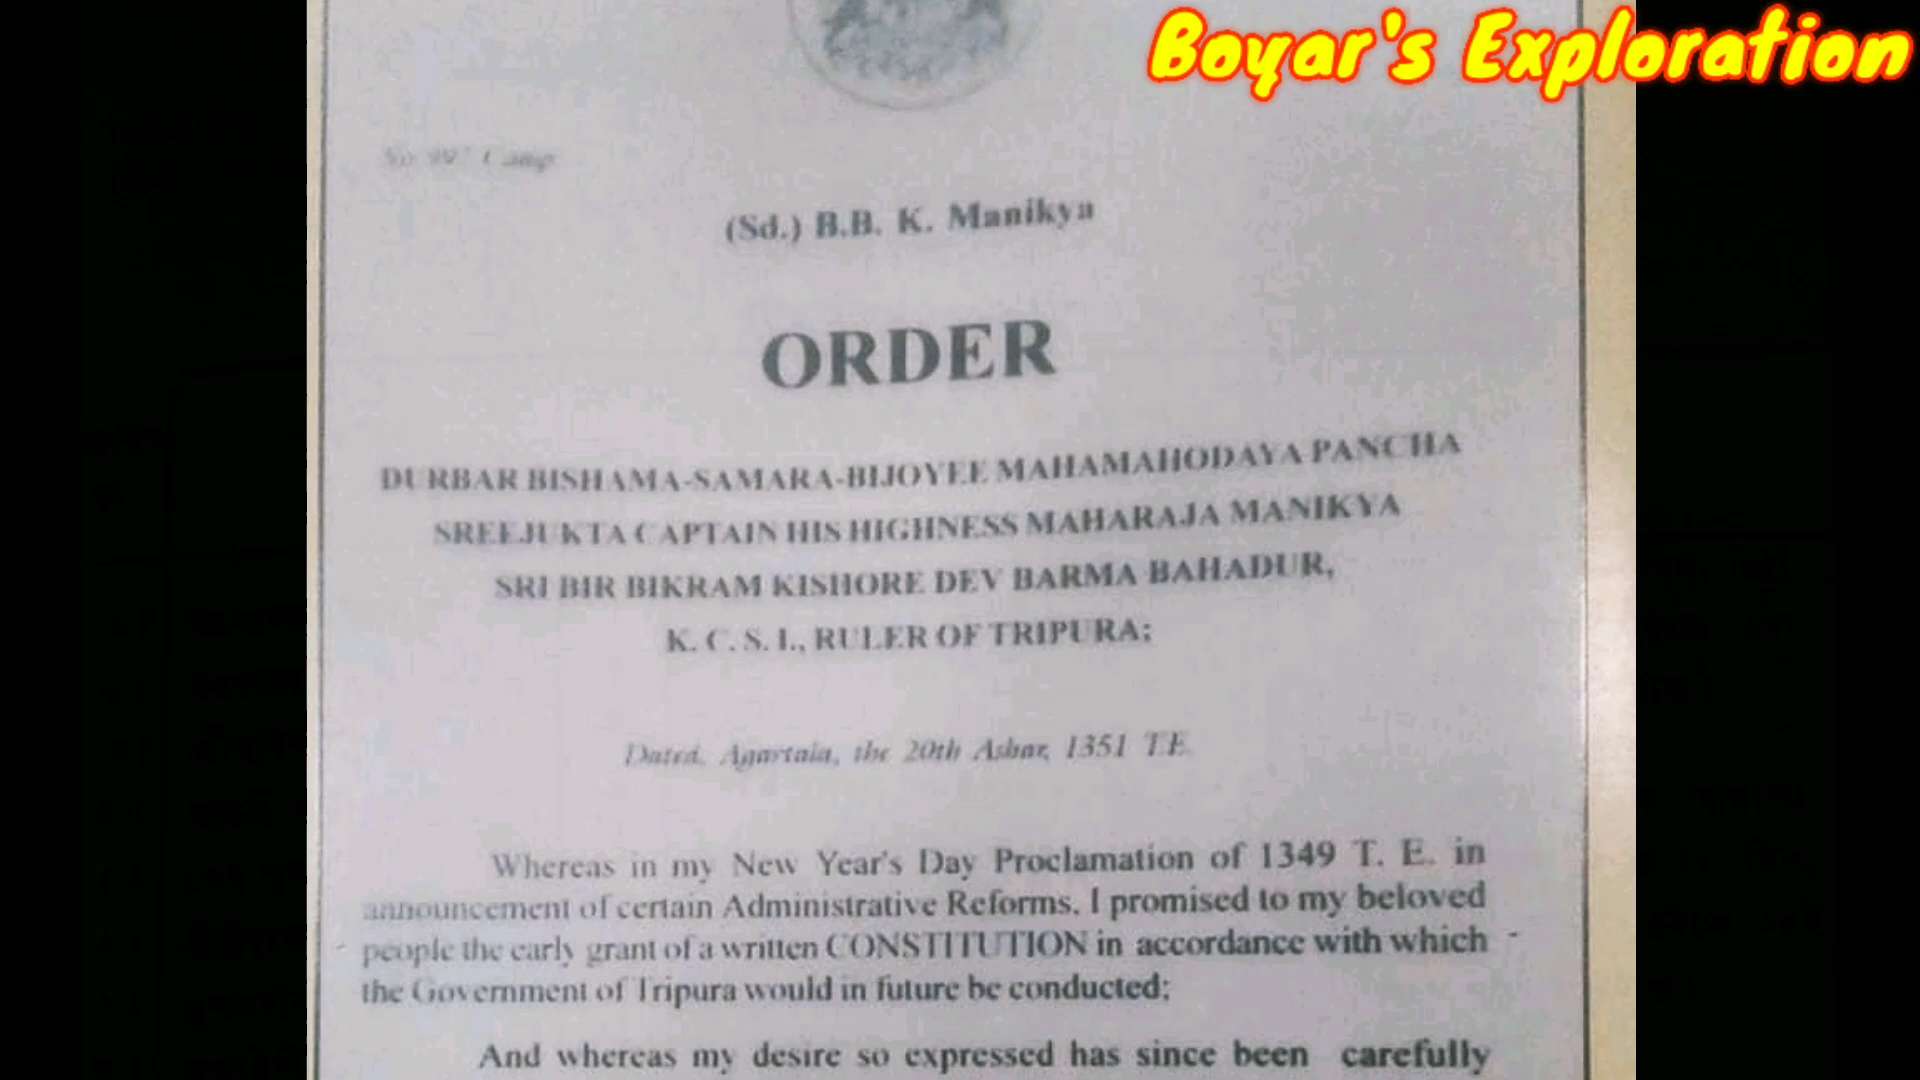 Boyar's Exploration
Camp
(Sd.) B.B. K. Manikya
ORDER
DURBAR BISHAMA-SAMARA-BIJOYEE MAHAMAHODAYA PANCHA
SREEJUKTA CAPTAIN HIS HIGHNESS MAHARAJA MANIKYA
SRI BIR BIKRAM KISHORE DEV BARMA BAHADUR,
K. C. S. I., RULER OF TRIPURA;
Dated, Agartala, the 20th Ashar, 1351 T.E.
Whereas in my New Year's Day Proclamation of 1349 T. E. in
announcement of certain Administrative Reforms, I promised to my beloved
people the early grant of a written CONSTITUTION in accordance with which
the Government of Tripura would in future be conducted;
And whereas my desire so expressed has since been carefully